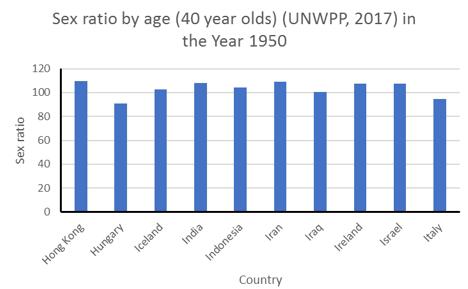 Sex ratio by age (40 year olds) (UNWPP, 2017) in
the Year 1950
120
100
80
60
40
20
0
Sex ratio
Hong Kong
Hungary
Iceland
India
Indonesia
Iran
Iraq
Ireland
Israel
Italy
Country